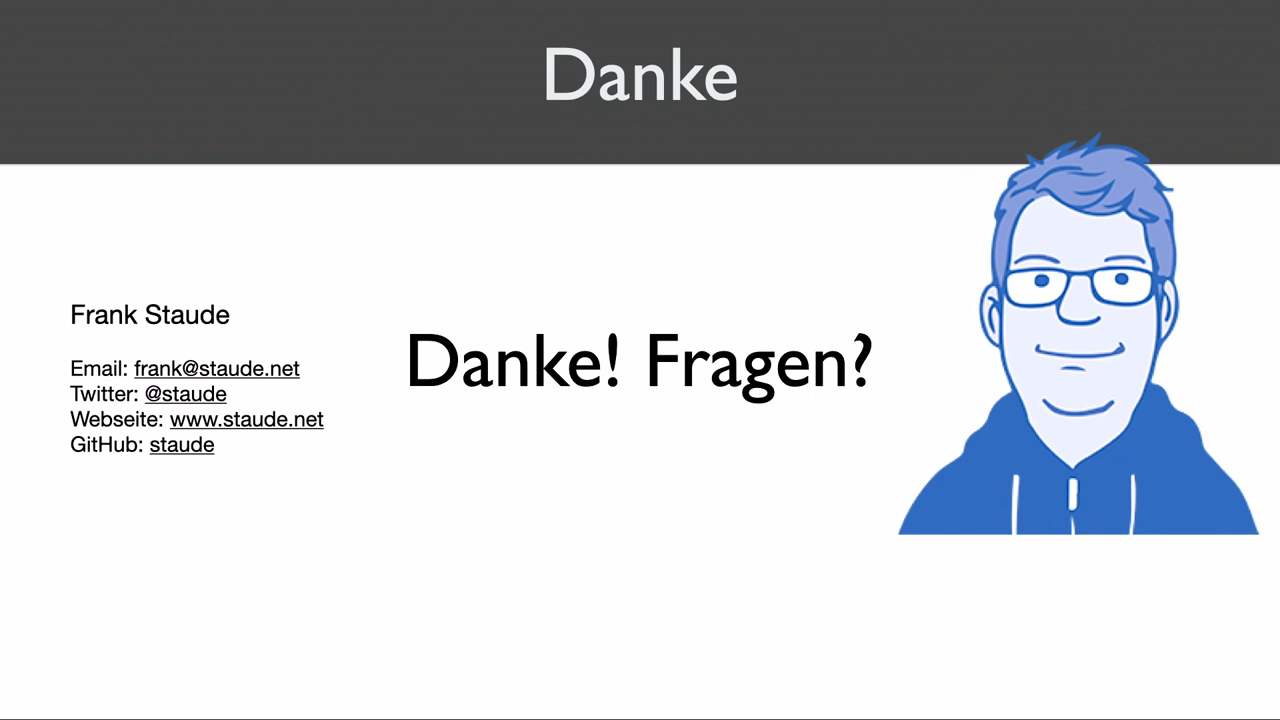 Danke
Frank Staude
Email: frank@staude.net
Twitter: @staude
Webseite: www.staude.net
GitHub: staude
Danke! Fragen?